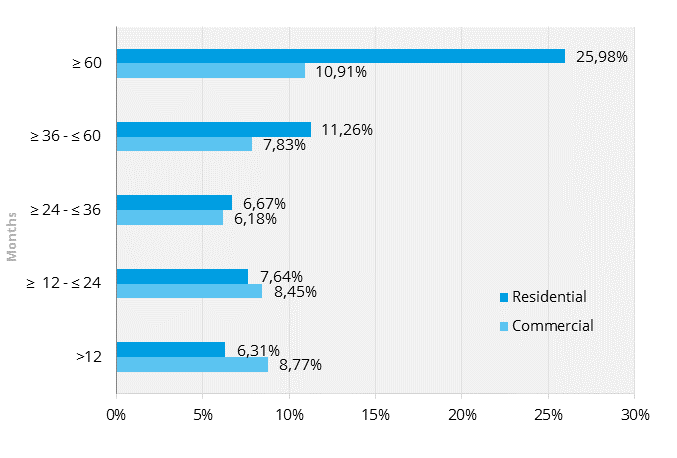 ≥ 60
25,98%
10,91%
≥ 36 - ≤ 60
11,26%
7,83%
≥ 24 - ≤ 36
6,67%
6,18%
Months
≥ 12 - ≤ 24
7,64%
8,45%
Residential
Commercial
>12
6,31%
8,77%
0% 5% 10% 15% 20% 25% 30%